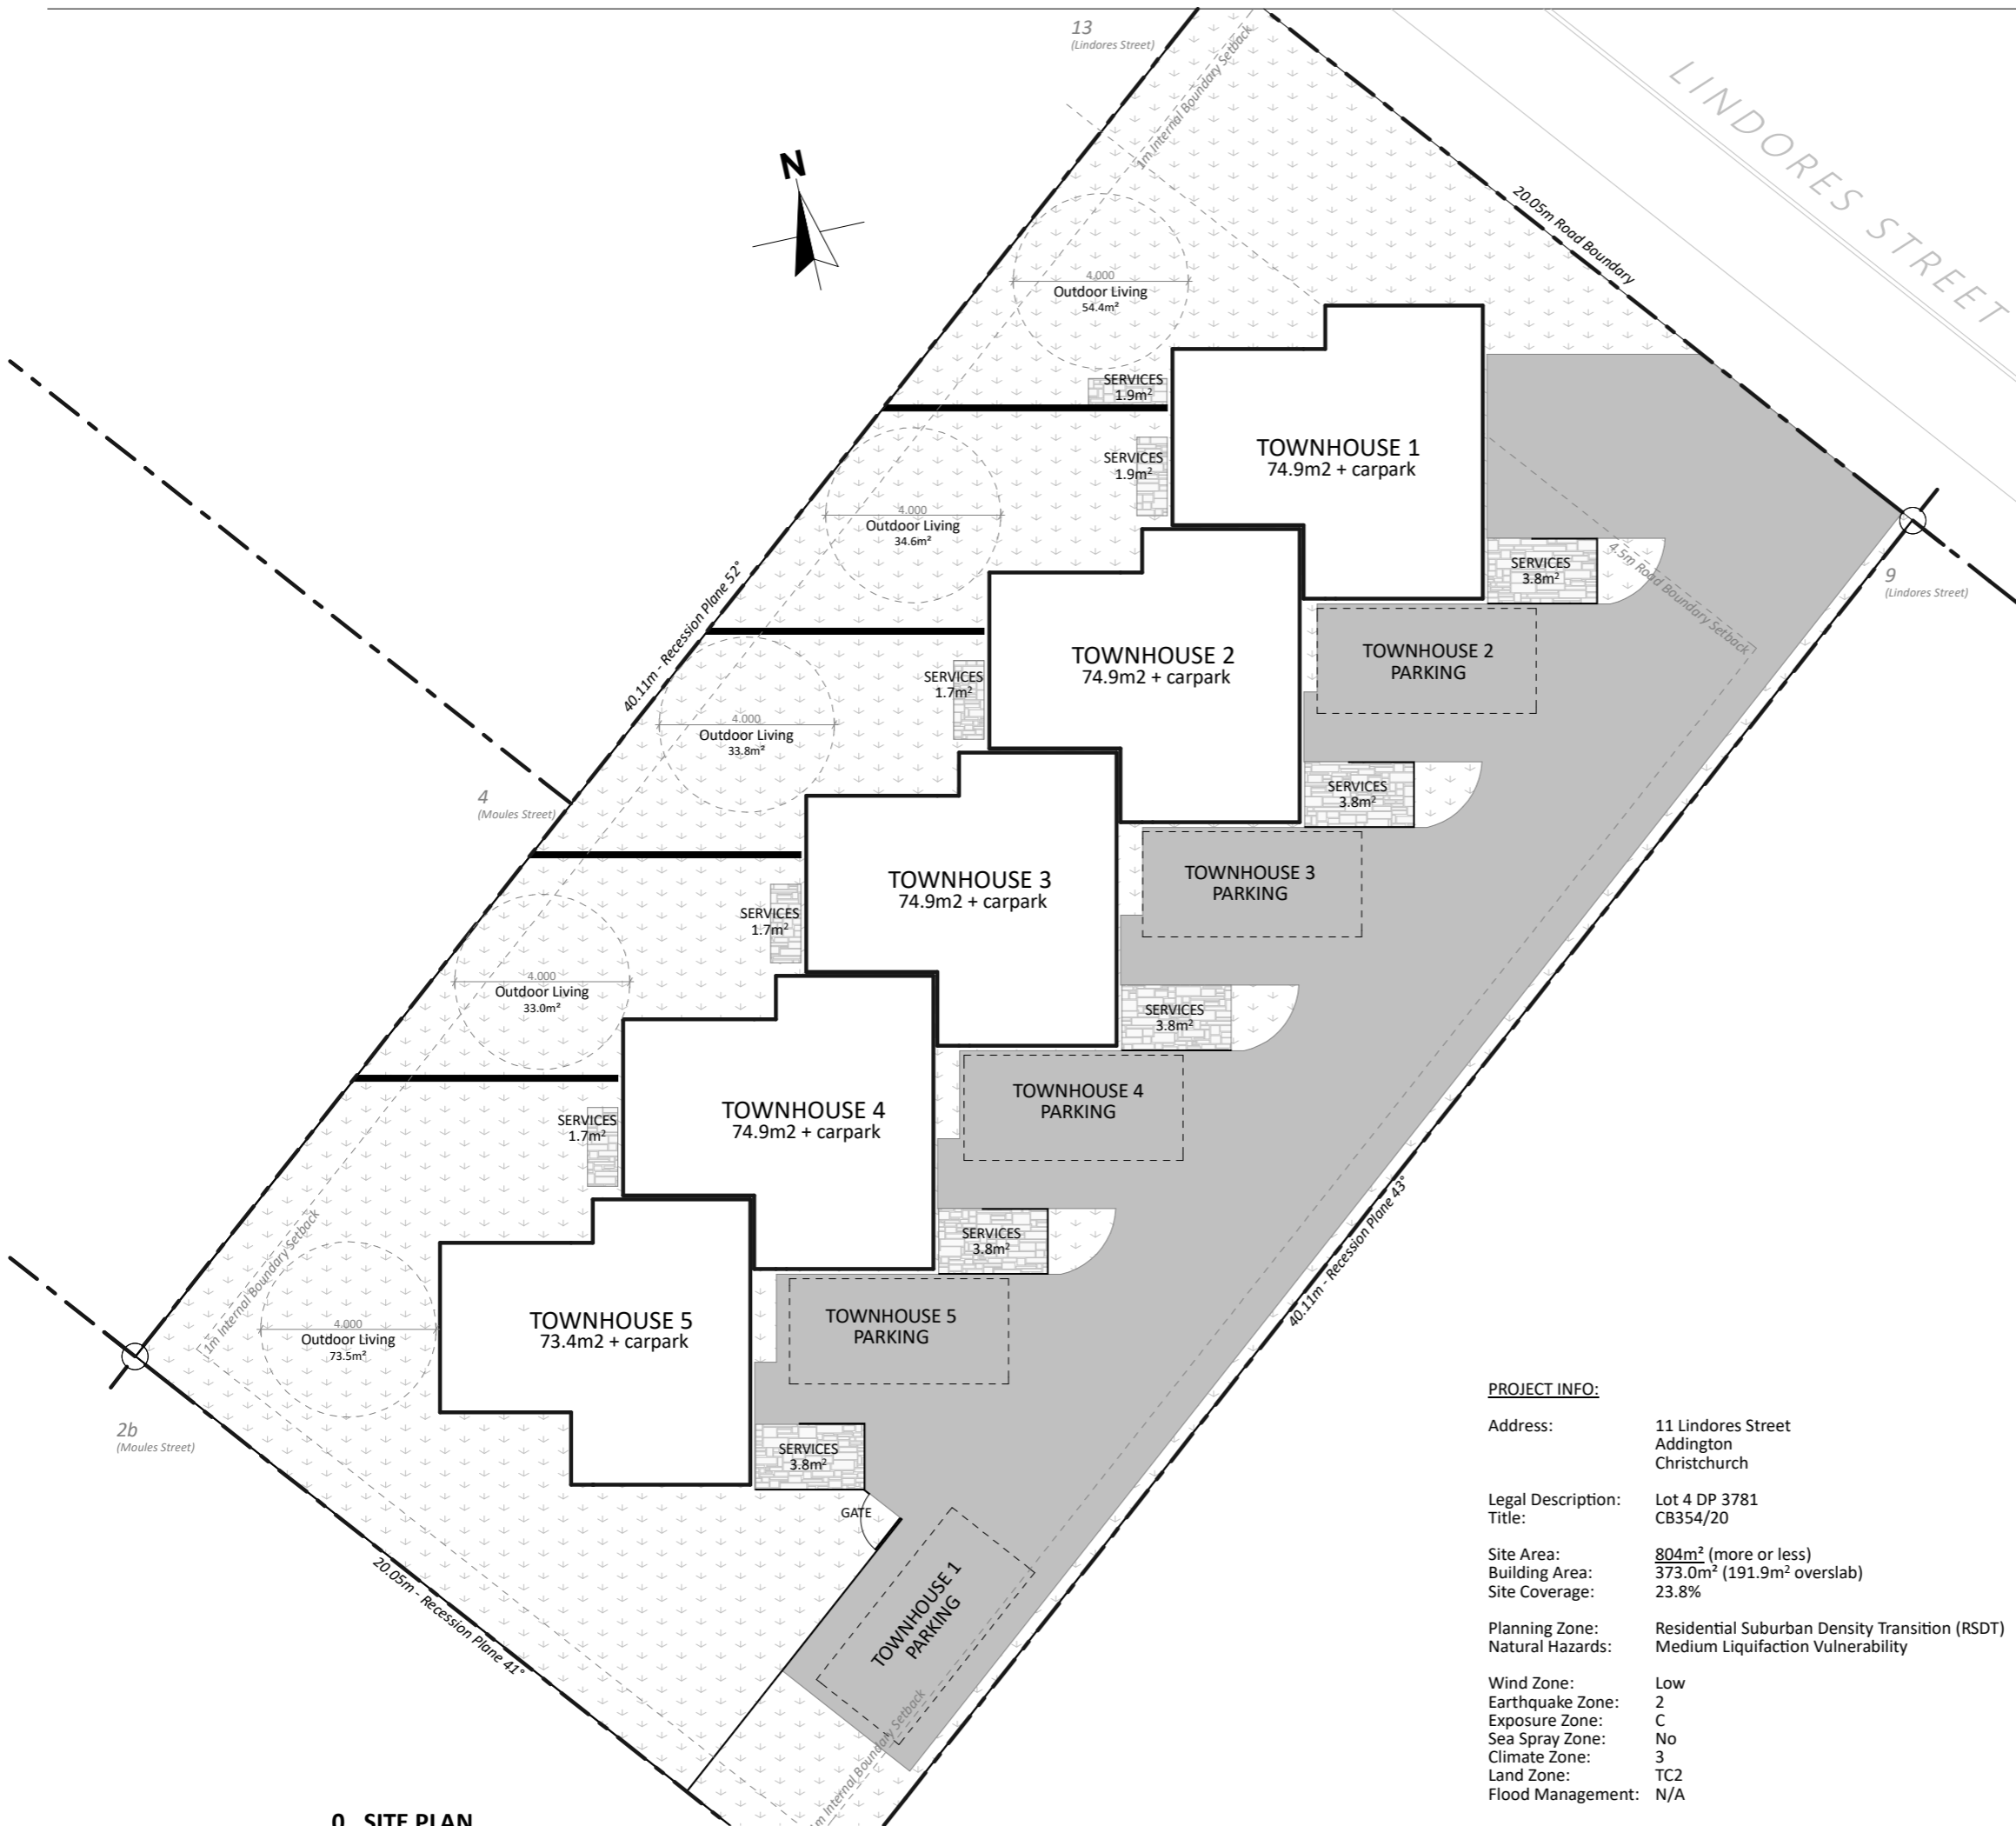 13
(Lindores Street)
1m Internal Boundary Setback
LINDORES STREET
N
20.05m Road Boundary
4.000
Outdoor Living
54.4m²
SERVICES
1.9m²
TOWNHOUSE 1
74.9m2 + carpark
SERVICES
1.9m²
4.000
Outdoor Living
34.6m²
4.5m Road Boundary Setback
SERVICES
3.8m²
9
(Lindores Street)
40.11m - Recession Plane 52°
TOWNHOUSE 2
74.9m2 + carpark
TOWNHOUSE 2
PARKING
SERVICES
1.7m²
4.000
Outdoor Living
33.8m²
SERVICES
3.8m²
4
(Moules Street)
TOWNHOUSE 3
74.9m2 + carpark
TOWNHOUSE 3
PARKING
SERVICES
1.7m²
4.000
Outdoor Living
33.0m²
SERVICES
3.8m²
TOWNHOUSE 4
74.9m2 + carpark
TOWNHOUSE 4
PARKING
SERVICES
1.7m²
SERVICES
3.8m²
40.11m - Recession Plane 43°
1m Internal Boundary Setback
4.000
Outdoor Living
73.5m²
TOWNHOUSE 5
73.4m2 + carpark
TOWNHOUSE 5
PARKING
2b
(Moules Street)
SERVICES
3.8m²
GATE
20.05m - Recession Plane 41°
TOWNHOUSE 1
PARKING
1m Internal Boundary Setback
0 SITE PLAN
PROJECT INFO:
Address: 11 Lindores Street
Addington
Christchurch
Legal Description: Lot 4 DP 3781
Title: CB354/20
Site Area: 804m² (more or less)
Building Area: 373.0m² (191.9m² overslab)
Site Coverage: 23.8%
Planning Zone: Residential Suburban Density Transition (RSDT)
Natural Hazards: Medium Liquifaction Vulnerability
Wind Zone: Low
Earthquake Zone: 2
Exposure Zone: C
Sea Spray Zone: No
Climate Zone: 3
Land Zone: TC2
Flood Management: N/A